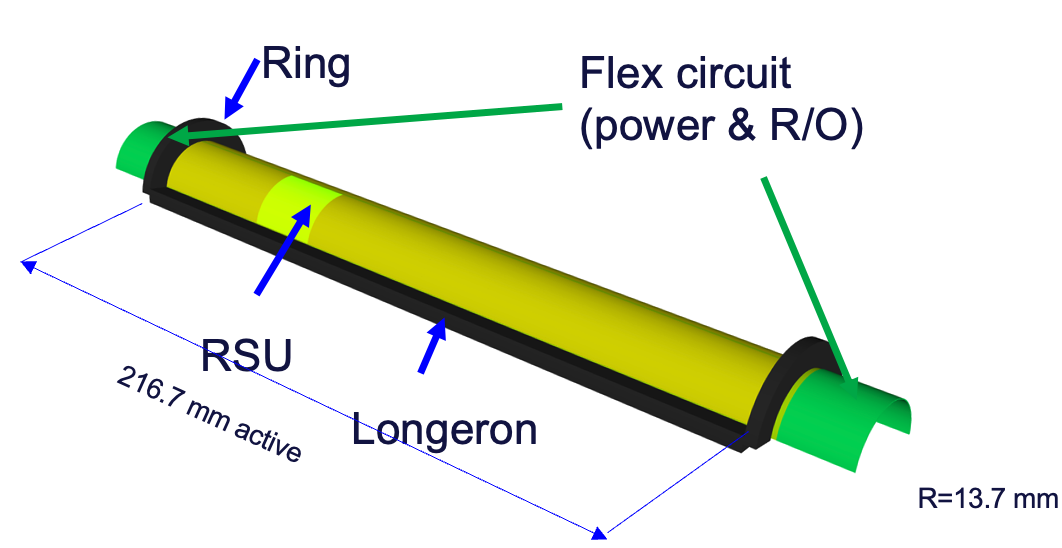 Ring
Flex circuit
(power & R/O)
RSU
216.7 mm active
Longeron
R=13.7 mm